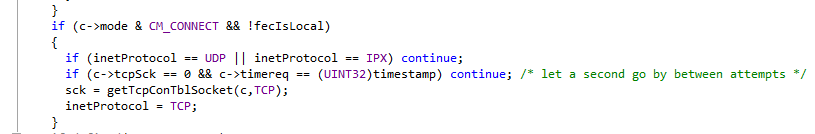 }
if (c->mode & CM_CONNECT && !fecIsLocal)
{
if (inetProtocol == UDP || inetProtocol == IPX) continue;
if (c->tcpSck == 0 && c->timereq == (UINT32)timestamp) continue; /* let a second go by between attempts */
sck = getTcpConTblSocket(c,TCP);
inetProtocol = TCP;
}